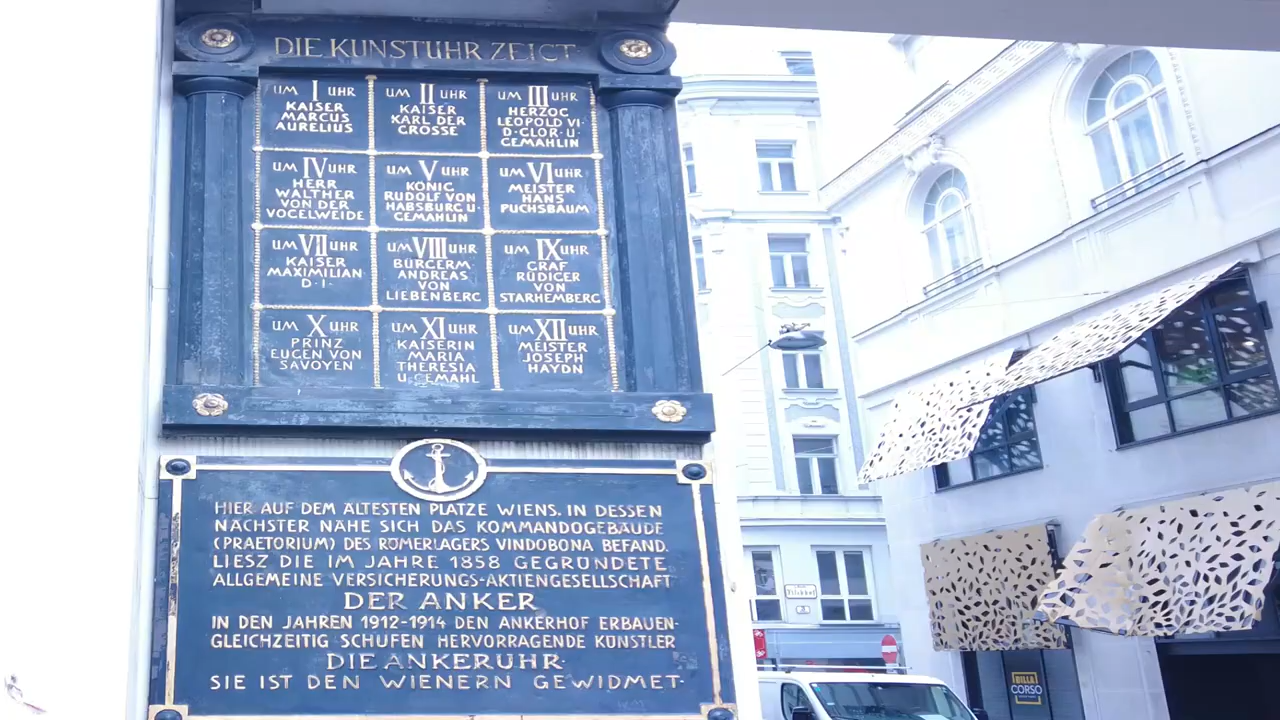 DIE KUNSTUHR ZEIGT·
UM I UHR
KAISER
MARCUS
AURELIUS
UM II UHR
KAISER
KARL DER
GROSSE
UM III UHR
HERZOG
LEOPOLD VI·
D·GLOR·U·
GEMAHLIN
UM IV UHR
HERR
WALTHER
VON DER
VOGELWEIDE
UM V UHR
KÖNIG
RUDOLF VON
HABSBURG U·
GEMAHLIN
UM VI UHR
MEISTER
HANS
PUCHSBAUM
UM VII UHR
KAISER
MAXIMILIAN
D·I·
UM VIII UHR
BÜRGERM
ANDREAS
VON
LIEBENBERG
UM IX UHR
GRAF
RÜDIGER
VON
STARHEMBERG
UM X UHR
PRINZ
EUGEN VON
SAVOYEN
UM XI UHR
KAISERIN
MARIA
THERESIA
U·GEMAHL
UM XII UHR
MEISTER
JOSEPH
HAYDN
HIER AUF DEM ÄLTESTEN PLATZE WIENS, IN DESSEN
NÄCHSTER NÄHE SICH DAS KOMMANDOGEBÄUDE
(PRAETORIUM) DES RÖMERLAGERS VINDOBONA BEFAND,
LIESZ DIE IM JAHRE 1858 GEGRÜNDETE
ALLGEMEINE VERSICHERUNGS-AKTIENGESELLSCHAFT
DER ANKER
IN DEN JAHREN 1912-1914 DEN ANKERHOF ERBAUEN·
GLEICHZEITIG SCHUFEN HERVORRAGENDE KÜNSTLER
DIE ANKERUHR·
SIE IST DEN WIENERN GEWIDMET·
BILLA
CORSO